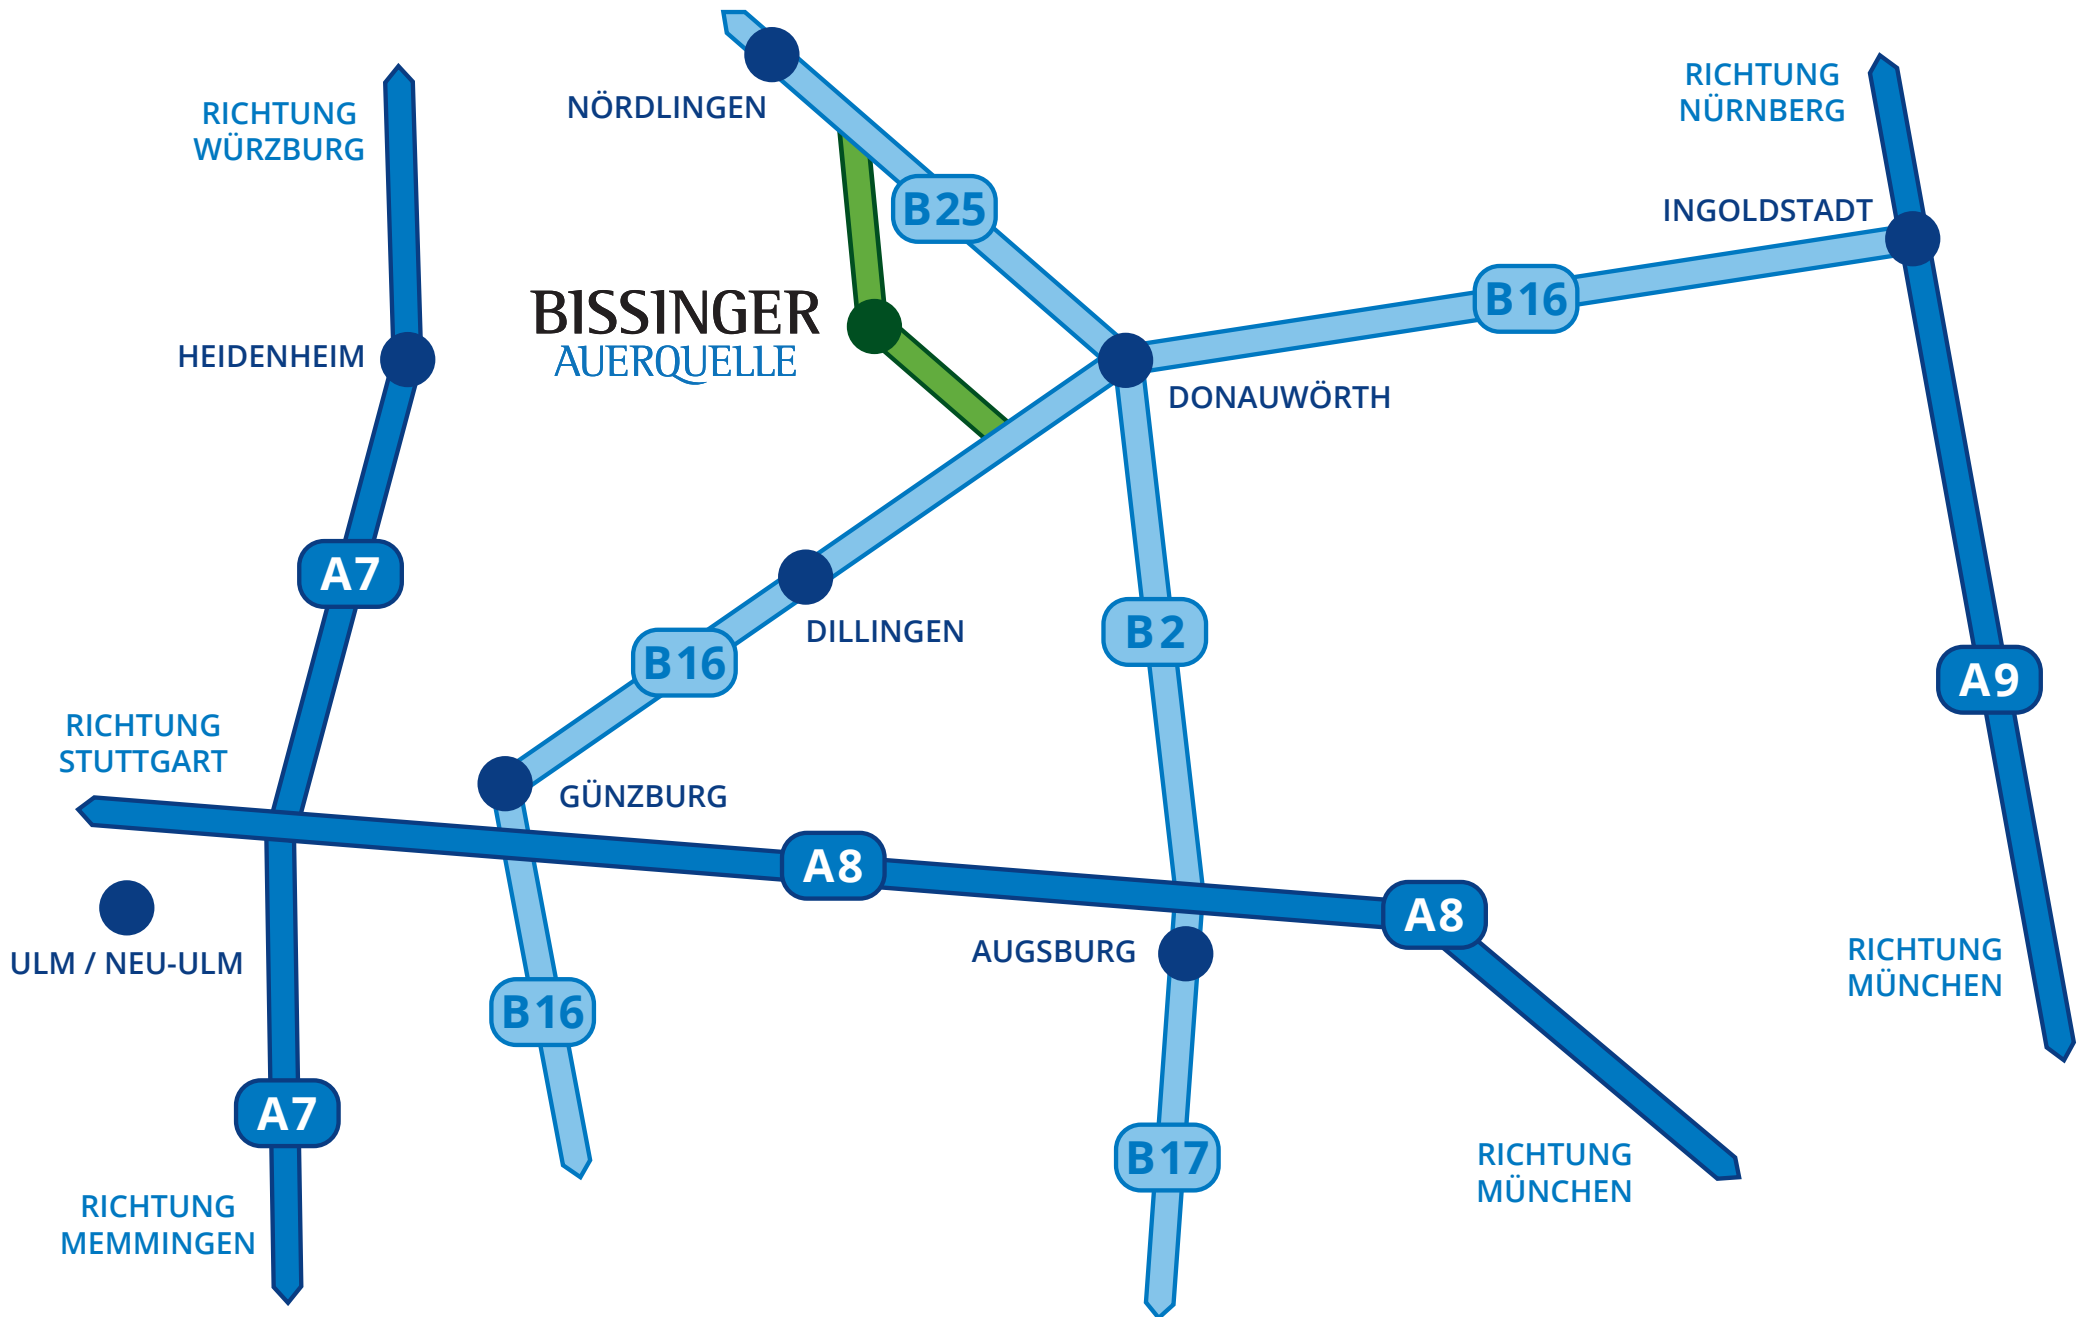 RICHTUNG
WÜRZBURG
NÖRDLINGEN
RICHTUNG
NÜRNBERG
B25
INGOLDSTADT
B16
BISSINGER
AUERQUELLE
HEIDENHEIM
DONAUWÖRTH
A7
DILLINGEN
B2
B16
A9
RICHTUNG
STUTTGART
GÜNZBURG
A8
A8
ULM / NEU-ULM
AUGSBURG
RICHTUNG
MÜNCHEN
B16
A7
B17
RICHTUNG
MÜNCHEN
RICHTUNG
MEMMINGEN